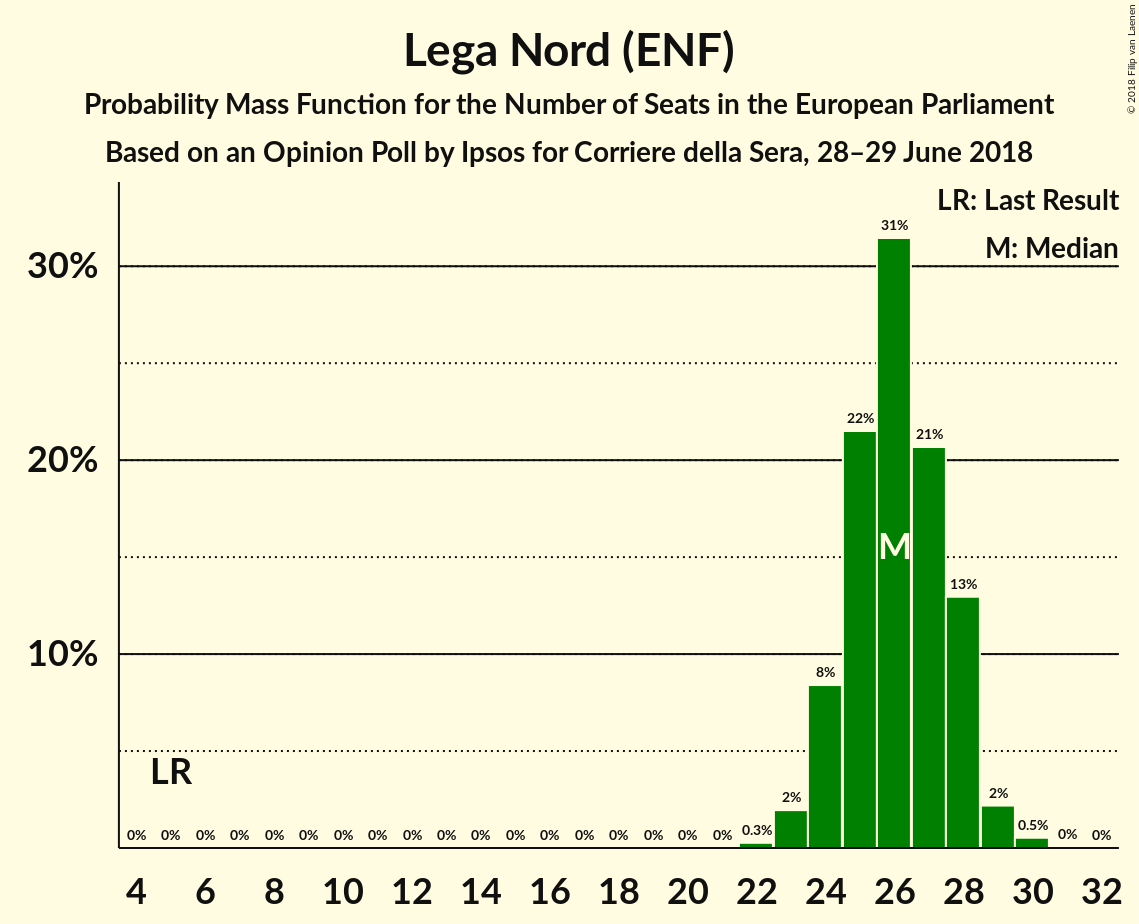 Lega Nord (ENF)
Probability Mass Function for the Number of Seats in the European Parliament
Based on an Opinion Poll by Ipsos for Corriere della Sera, 28–29 June 2018
© 2018 Filip van Laenen
LR: Last Result
M: Median
30%
20%
10%
31%
22%
21%
M
13%
8%
LR
2%
2%
0% 0% 0% 0% 0% 0% 0% 0% 0% 0% 0% 0% 0% 0% 0% 0% 0% 0% 0.3% 0.5% 0% 0%
4 6 8 10 12 14 16 18 20 22 24 26 28 30 32